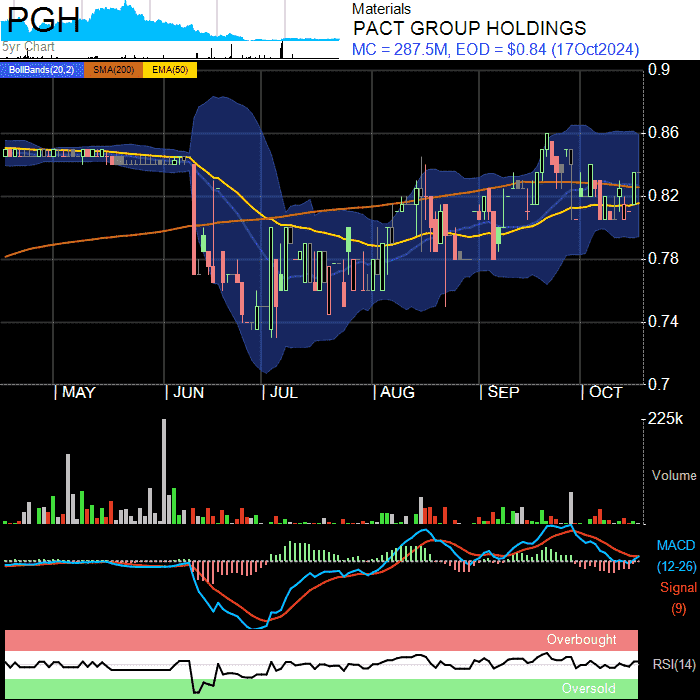 PGH
5yr Chart
Materials
PACT GROUP HOLDINGS
MC = 287.5M, EOD = $0.84 (17Oct2024)
BollBands(20,2) SMA(200) EMA(50)
0.9
0.86
0.82
0.78
0.74
0.7
| MAY | JUN | JUL | AUG | SEP | OCT
225k
Volume
MACD
(12-26)
Signal
(9)
Overbought
RSI(14)
Oversold